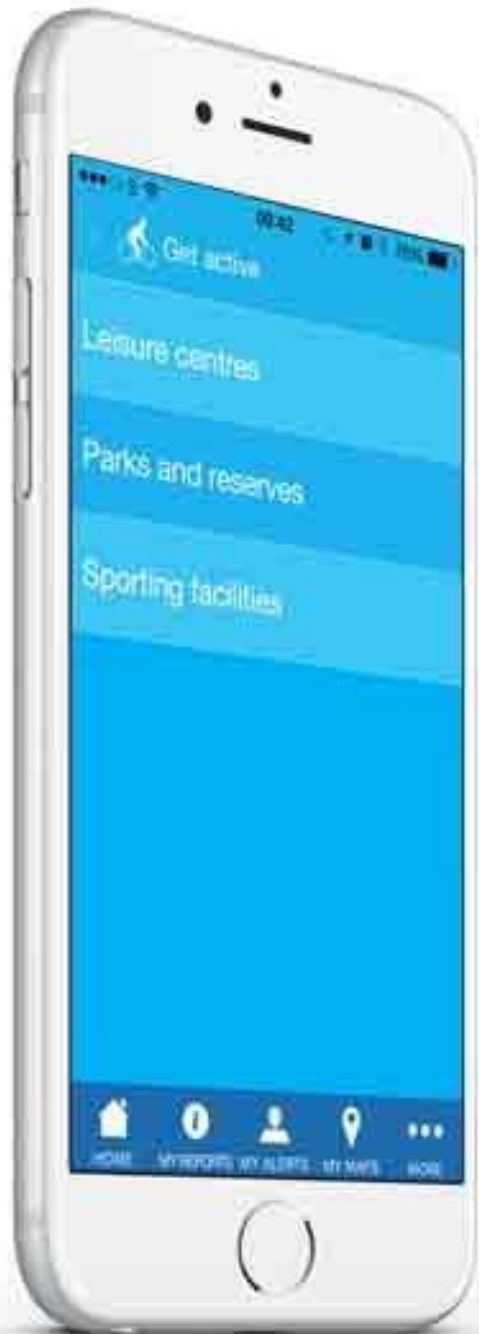 00:42
Get active
Leisure centres
Parks and reserves
Sporting facilities
HOME MY REPORTS MY ALERTS MY MAPS MORE